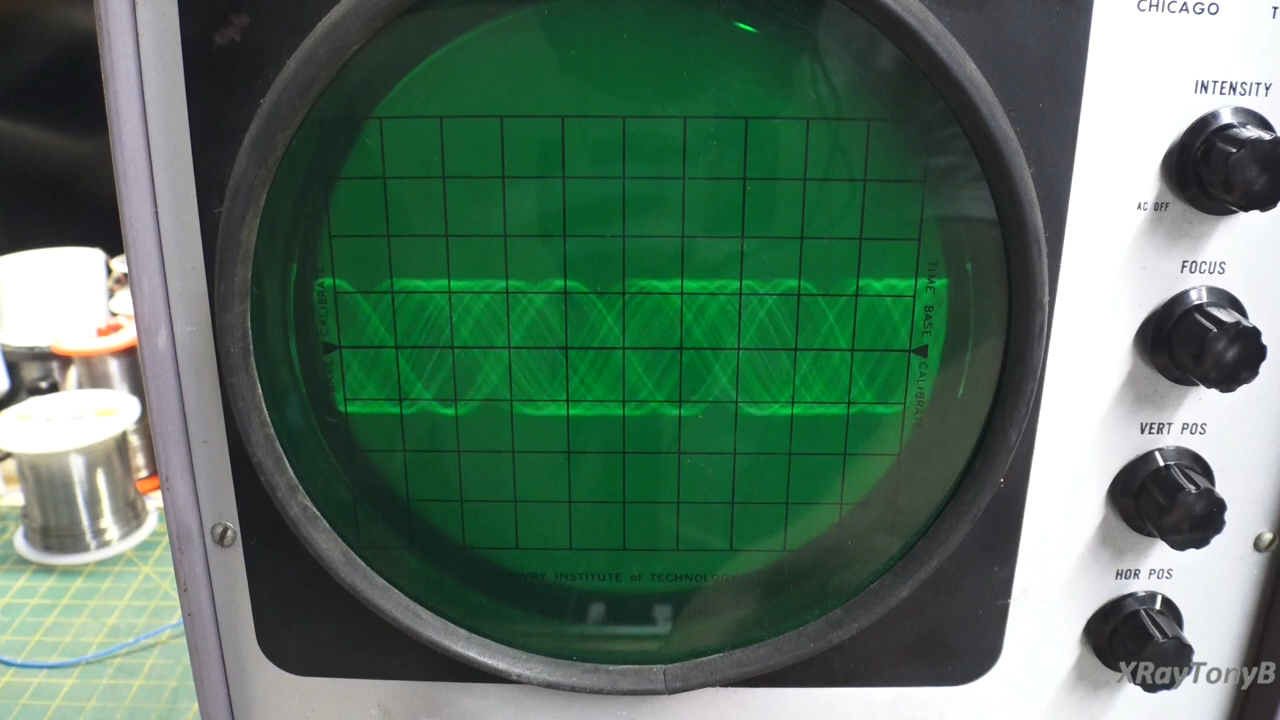 CHICAGO
INTENSITY
AC OFF
FOCUS
VERT POS
HOR POS
TIME BASE
CALIBRATE
INSTITUTE of TECHNOLOGY
XRayTonyB